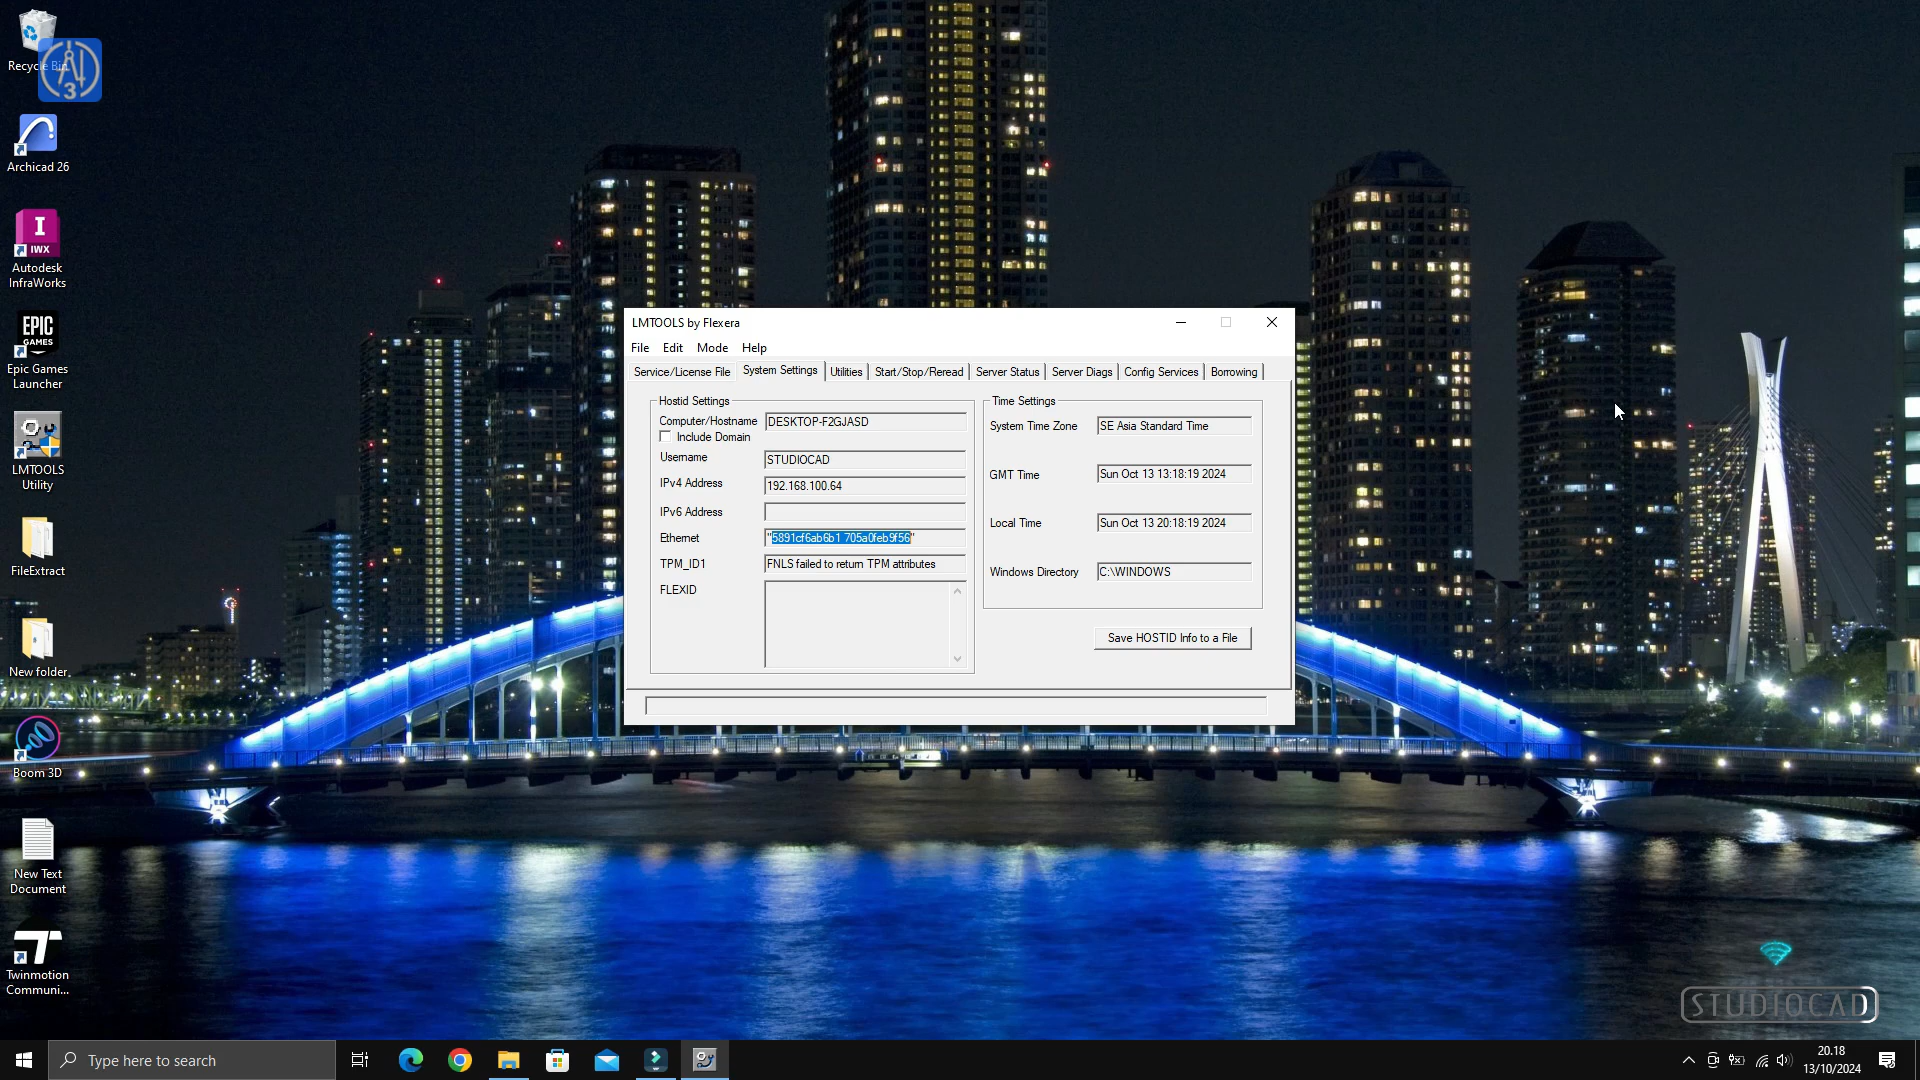 Recycle Bin
3
Archicad 26
I
IWX
Autodesk
InfraWorks
EPIC
GAMES
Epic Games
Launcher
LMTOOLS
Utility
FileExtract
New folder
Boom 3D
New Text
Document
Twinmotion
Communi...
LMTOOLS by Flexera
File Edit Mode Help
Service/License File System Settings Utilities Start/Stop/Reread Server Status Server Diags Config Services Borrowing
Hostid Settings
Computer/Hostname DESKTOP-F2GJASD
Include Domain
Username STUDIOCAD
IPv4 Address 192.168.100.64
IPv6 Address
Ethernet "5891cf6ab6b1 705a0feb9f56"
TPM_ID1 FNLS failed to return TPM attributes
FLEXID
Time Settings
System Time Zone SE Asia Standard Time
GMT Time Sun Oct 13 13:18:19 2024
Local Time Sun Oct 13 20:18:19 2024
Windows Directory C:\WINDOWS
Save HOSTID Info to a File
STUDIOCAD
Type here to search
20.18
13/10/2024